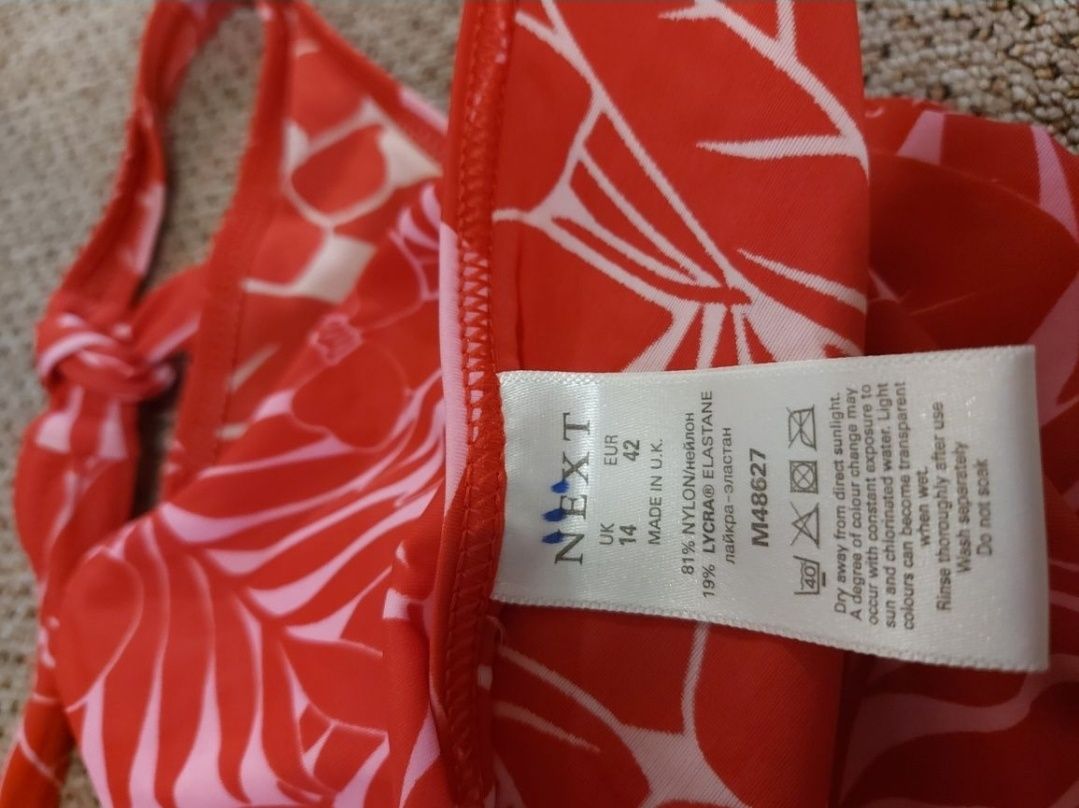 NEXT
UK EUR
14 42
MADE IN U.K.
81% NYLON/нейлон
19% LYCRA® ELASTANE
лайкра-эластан
M48627
40
Dry away from direct sunlight.
A degree of colour change may
occur with constant exposure to
sun and chlorinated water. Light
colours can become transparent
when wet.
Rinse thoroughly after use
Wash separately
Do not soak